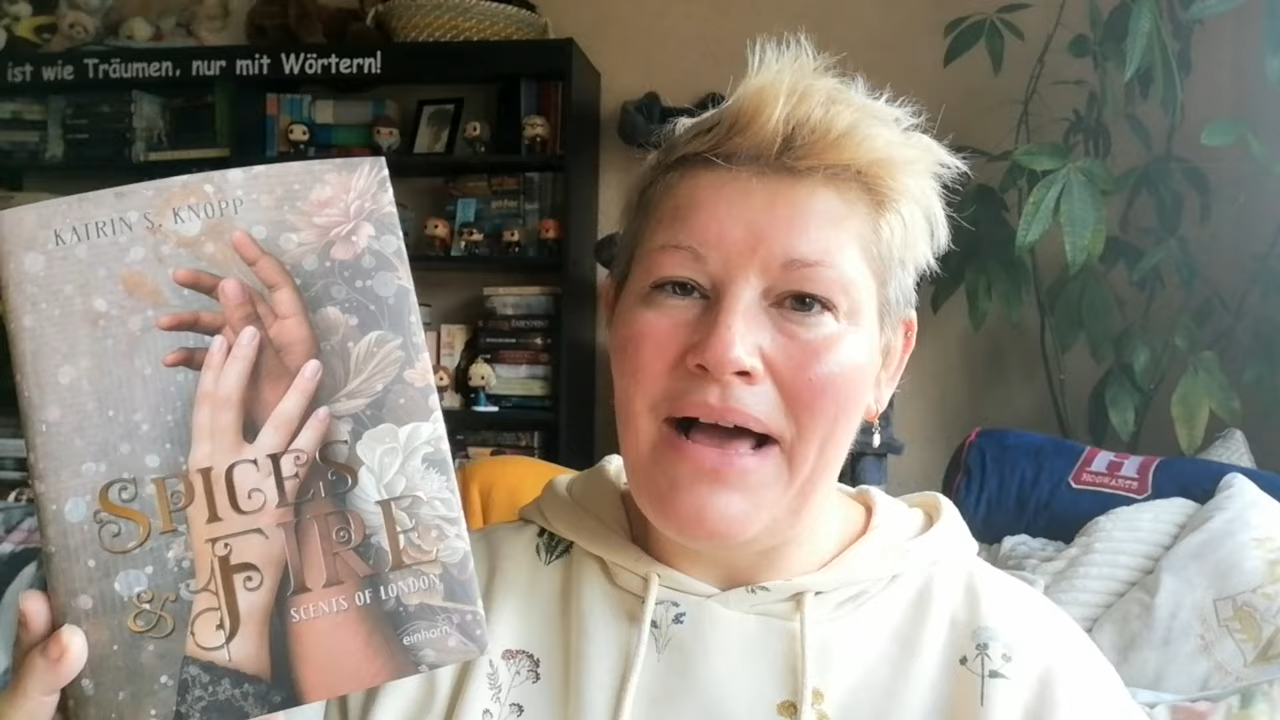 ist wie Träumen, nur mit Wörtern!
KATRIN S. KNOPP
SPICES
& FIRE
SCENTS OF LONDON
einhorn
H
HOGWARTS